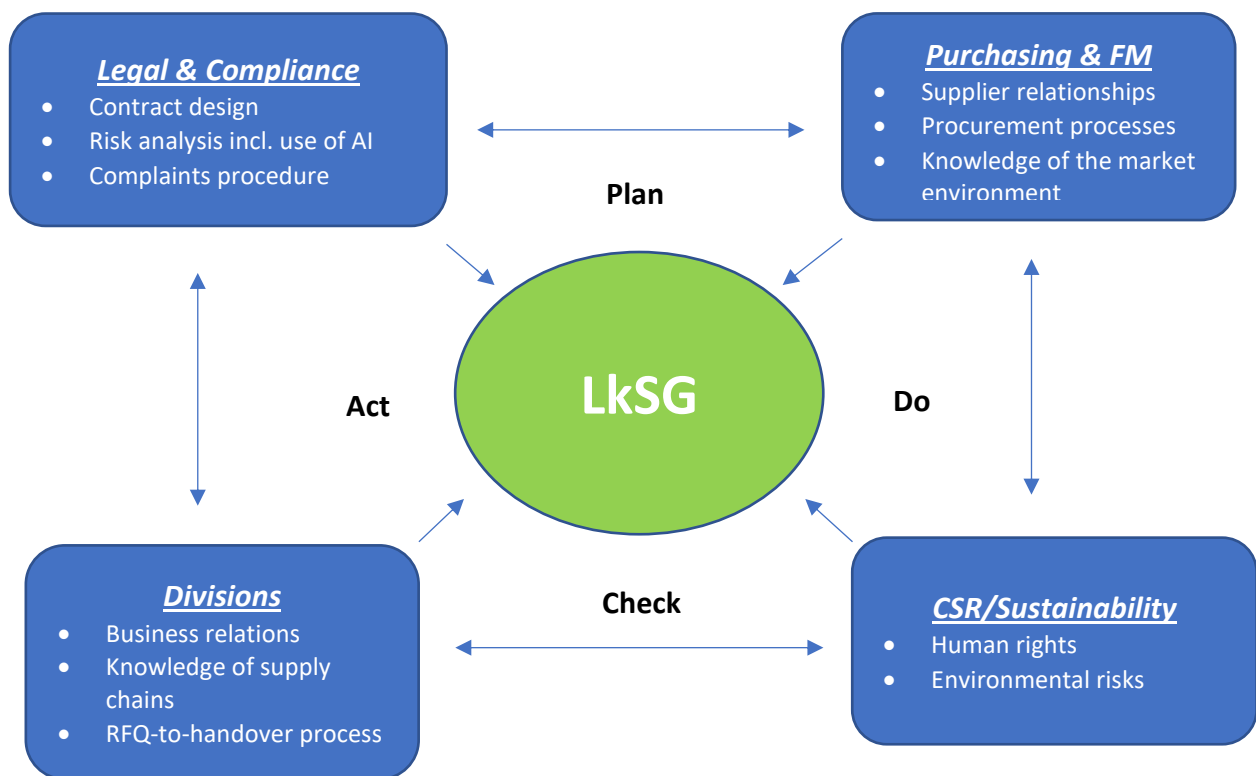 Legal & Compliance
• Contract design
• Risk analysis incl. use of AI
• Complaints procedure
Purchasing & FM
• Supplier relationships
• Procurement processes
• Knowledge of the market
environment
Plan
Act
LkSG
Do
Check
Divisions
• Business relations
• Knowledge of supply
chains
• RFQ-to-handover process
CSR/Sustainability
• Human rights
• Environmental risks